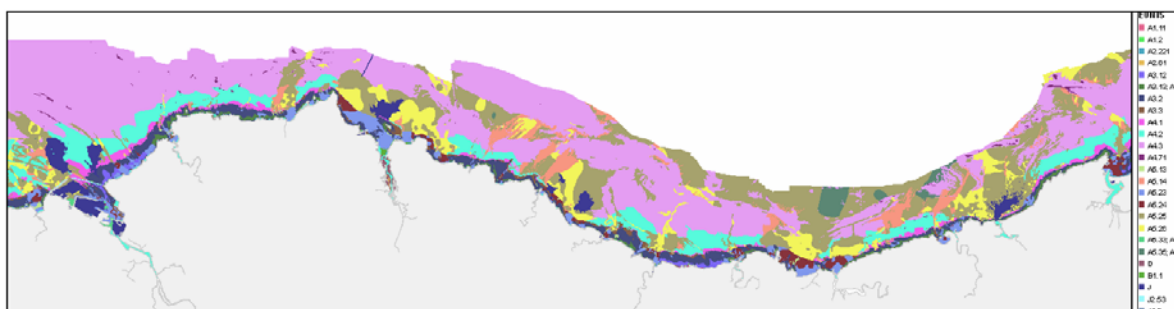 EUNIS
A1.11
A1.2
A2.221
A2.61
A3.12
A3.2
A3.3
A4.1
A4.2
A4.3
A4.71
A5.13
A5.14
A5.23
A5.24
A5.25
A5.26
B
B1.1
J
J2.53